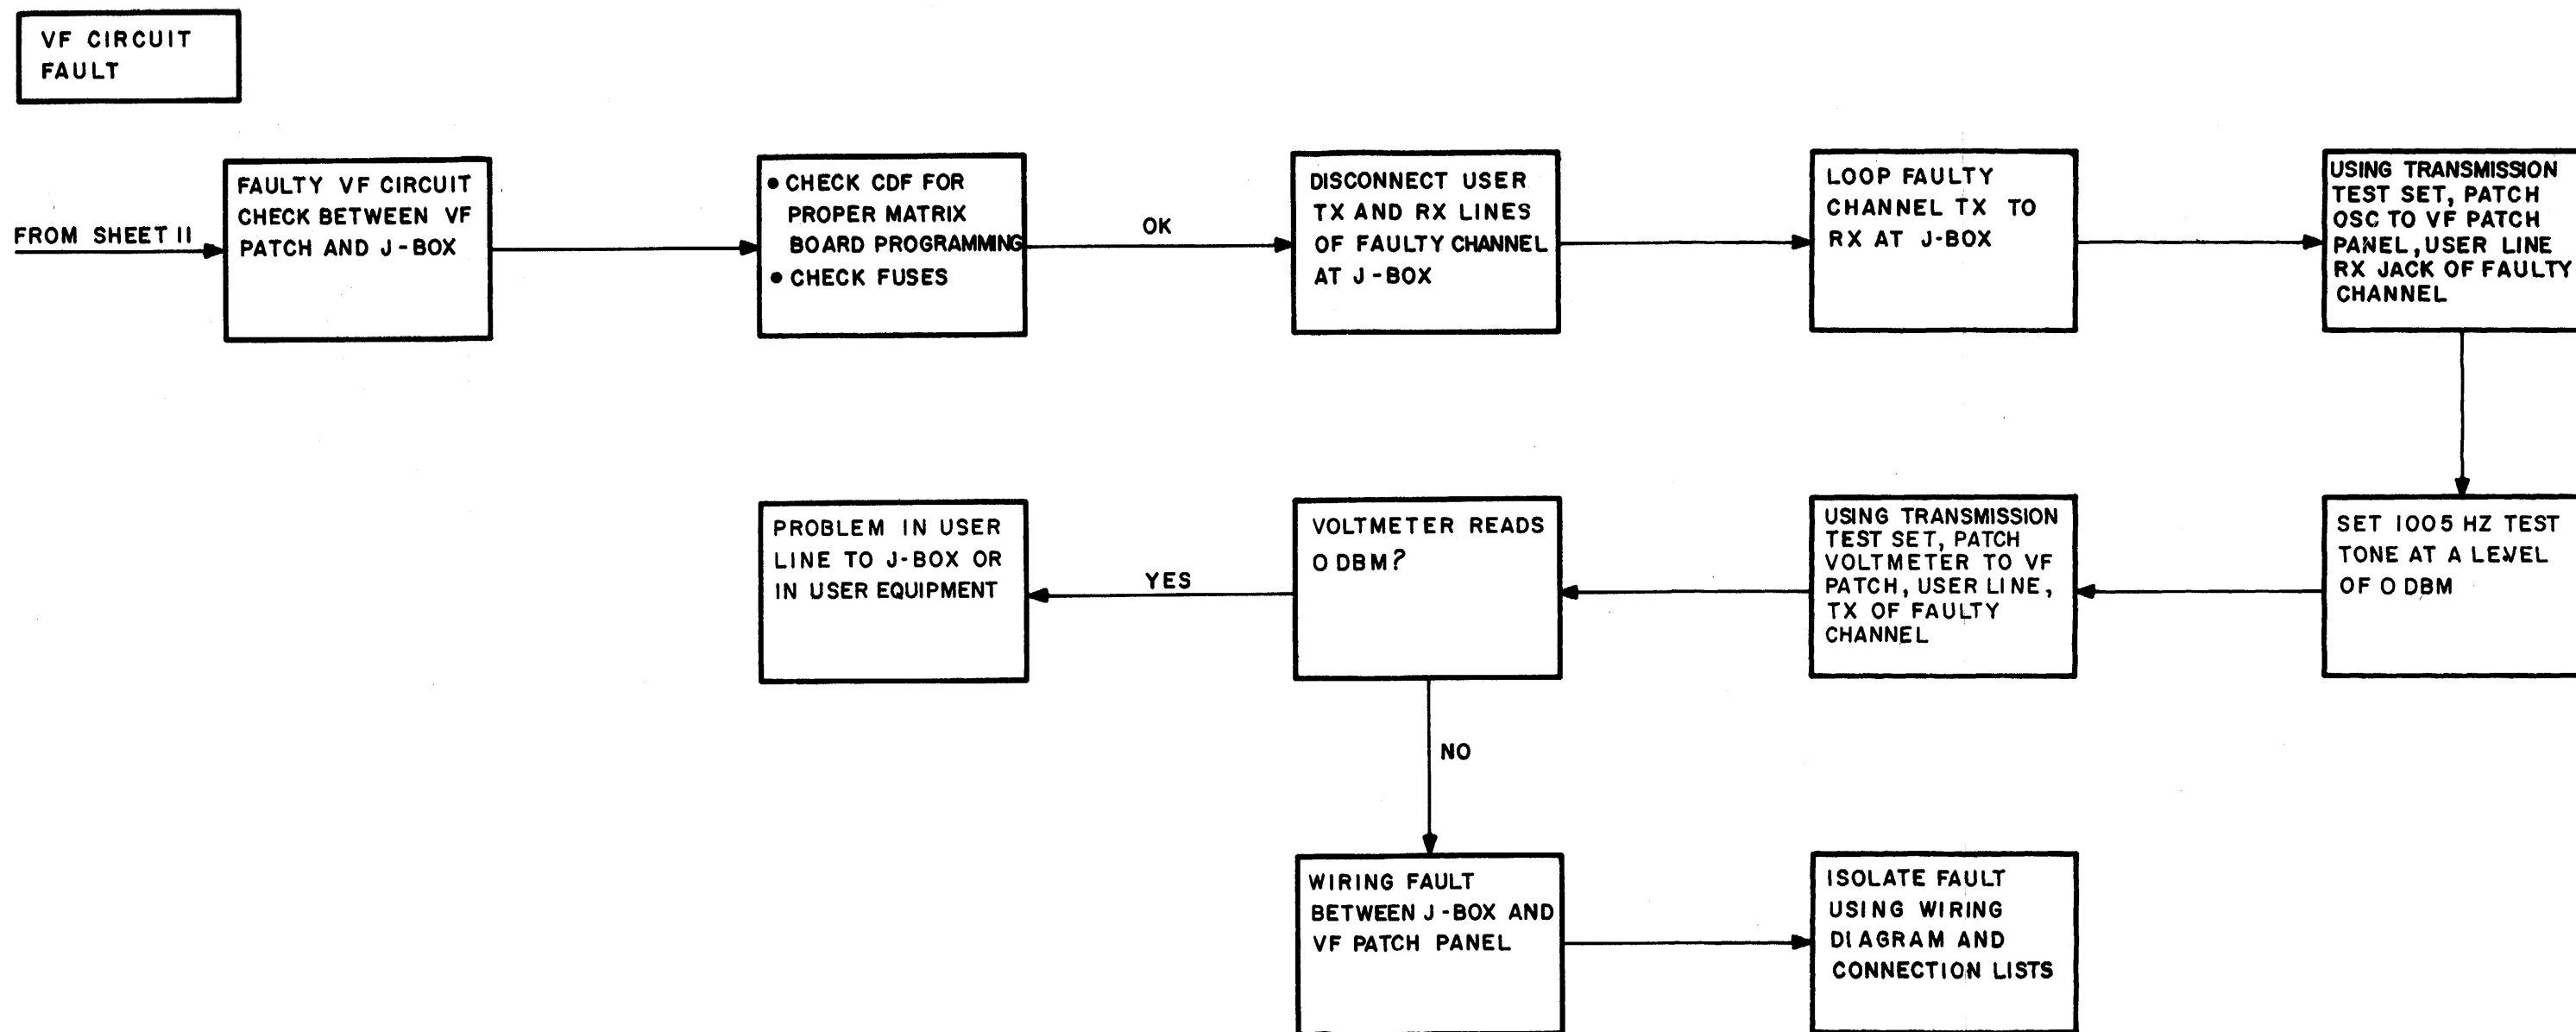 VF CIRCUIT
FAULT
FROM SHEET 11
FAULTY VF CIRCUIT
CHECK BETWEEN VF
PATCH AND J-BOX
• CHECK CDF FOR
PROPER MATRIX
BOARD PROGRAMMING
• CHECK FUSES
OK
DISCONNECT USER
TX AND RX LINES
OF FAULTY CHANNEL
AT J-BOX
LOOP FAULTY
CHANNEL TX TO
RX AT J-BOX
USING TRANSMISSION
TEST SET, PATCH
OSC TO VF PATCH
PANEL, USER LINE
RX JACK OF FAULTY
CHANNEL
SET 1005 HZ TEST
TONE AT A LEVEL
OF 0 DBM
USING TRANSMISSION
TEST SET, PATCH
VOLTMETER TO VF
PATCH, USER LINE,
TX OF FAULTY
CHANNEL
VOLTMETER READS
0 DBM?
YES
PROBLEM IN USER
LINE TO J-BOX OR
IN USER EQUIPMENT
NO
WIRING FAULT
BETWEEN J-BOX AND
VF PATCH PANEL
ISOLATE FAULT
USING WIRING
DIAGRAM AND
CONNECTION LISTS